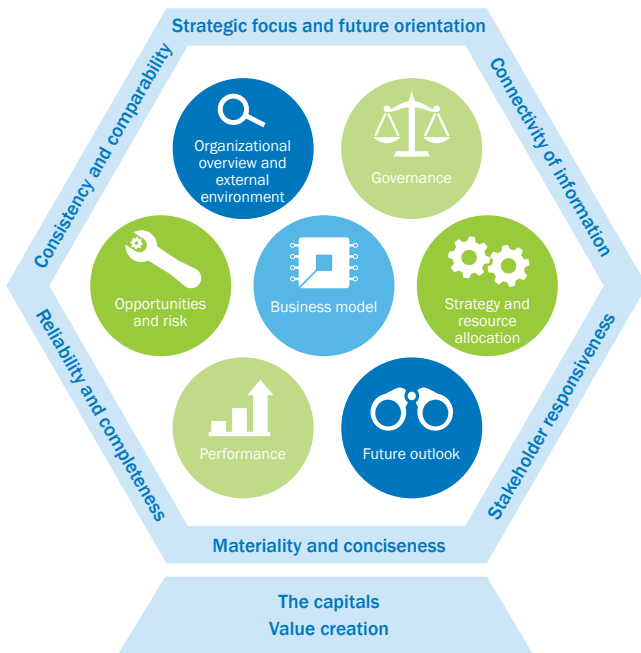 Strategic focus and future orientation
Consistency and comparability
Connectivity of information
Organizational
overview and
external
environment
Governance
Opportunities
and risk
Business model
Strategy and
resource
allocation
Reliability and completeness
Stakeholder responsiveness
Performance
Future outlook
Materiality and conciseness
The capitals
Value creation